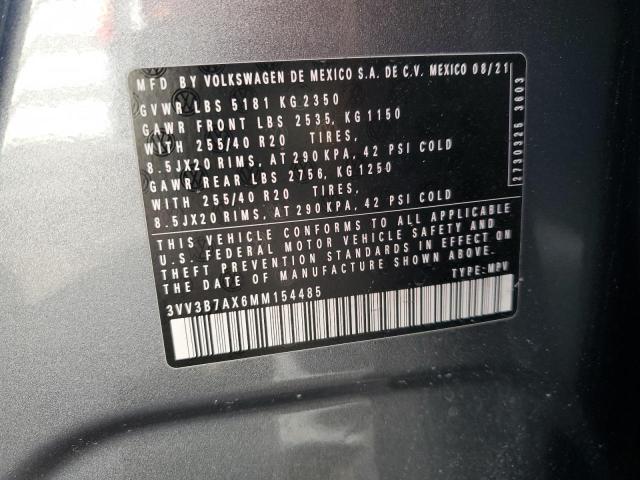 MFD BY VOLKSWAGEN DE MEXICO S.A. DE C.V. MEXICO 08/21
GVWR LBS 5181 KG 2350
GAWR FRONT LBS 2535, KG 1150
WITH 255/40 R20 TIRES,
8.5JX20 RIMS, AT 290 KPA, 42 PSI COLD
GAWR REAR LBS 2756, KG 1250
WITH 255/40 R20 TIRES,
8.5JX20 RIMS, AT 290 KPA, 42 PSI COLD
THIS VEHICLE CONFORMS TO ALL APPLICABLE
U.S. FEDERAL MOTOR VEHICLE SAFETY AND
THEFT PREVENTION STANDARDS IN EFFECT ON
THE DATE OF MANUFACTURE SHOWN ABOVE.
3VV3B7AX6MM154485 TYPE: MPV
2730325 3603